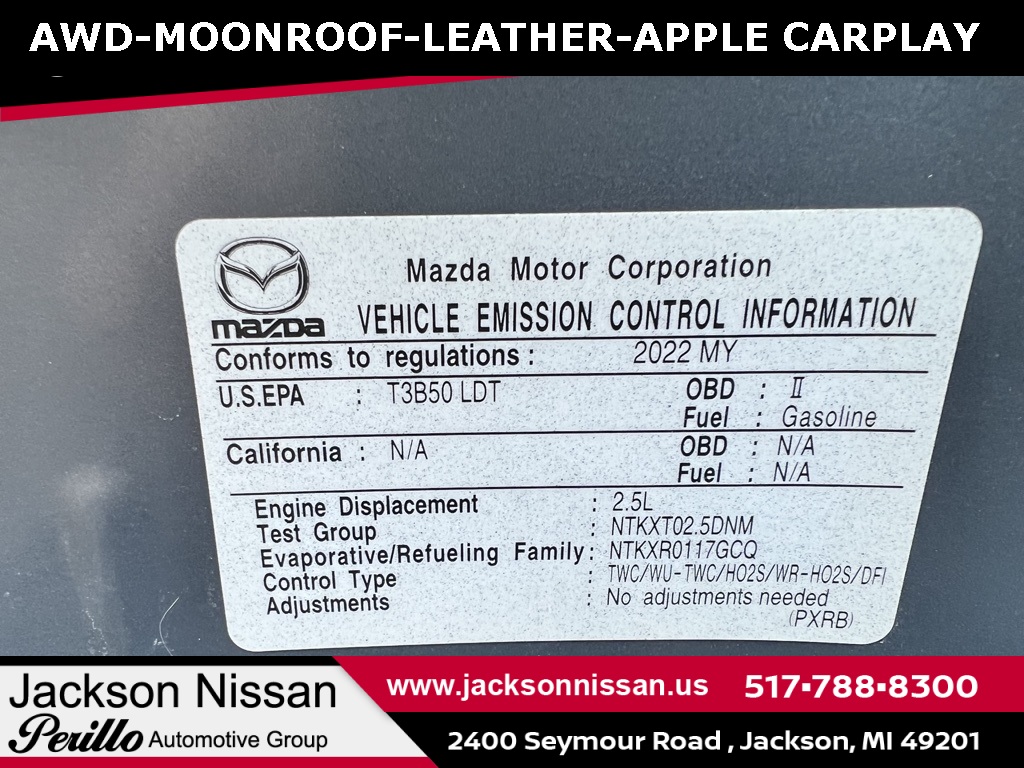 AWD-MOONROOF-LEATHER-APPLE CARPLAY
Mazda Motor Corporation
mazda VEHICLE EMISSION CONTROL INFORMATION
Conforms to regulations : 2022 MY
U.S.EPA : T3B50 LDT OBD : II
Fuel : Gasoline
California : N/A OBD : N/A
Fuel : N/A
Engine Displacement : 2.5L
Test Group : NTKXT02.5DNM
Evaporative/Refueling Family : NTKXR0117GCQ
Control Type : TWC/WU-TWC/HO2S/WR-HO2S/DFI
Adjustments : No adjustments needed
(PXRB)
Jackson Nissan
Perillo Automotive Group
www.jacksonnissan.us 517-788-8300
2400 Seymour Road , Jackson, MI 49201